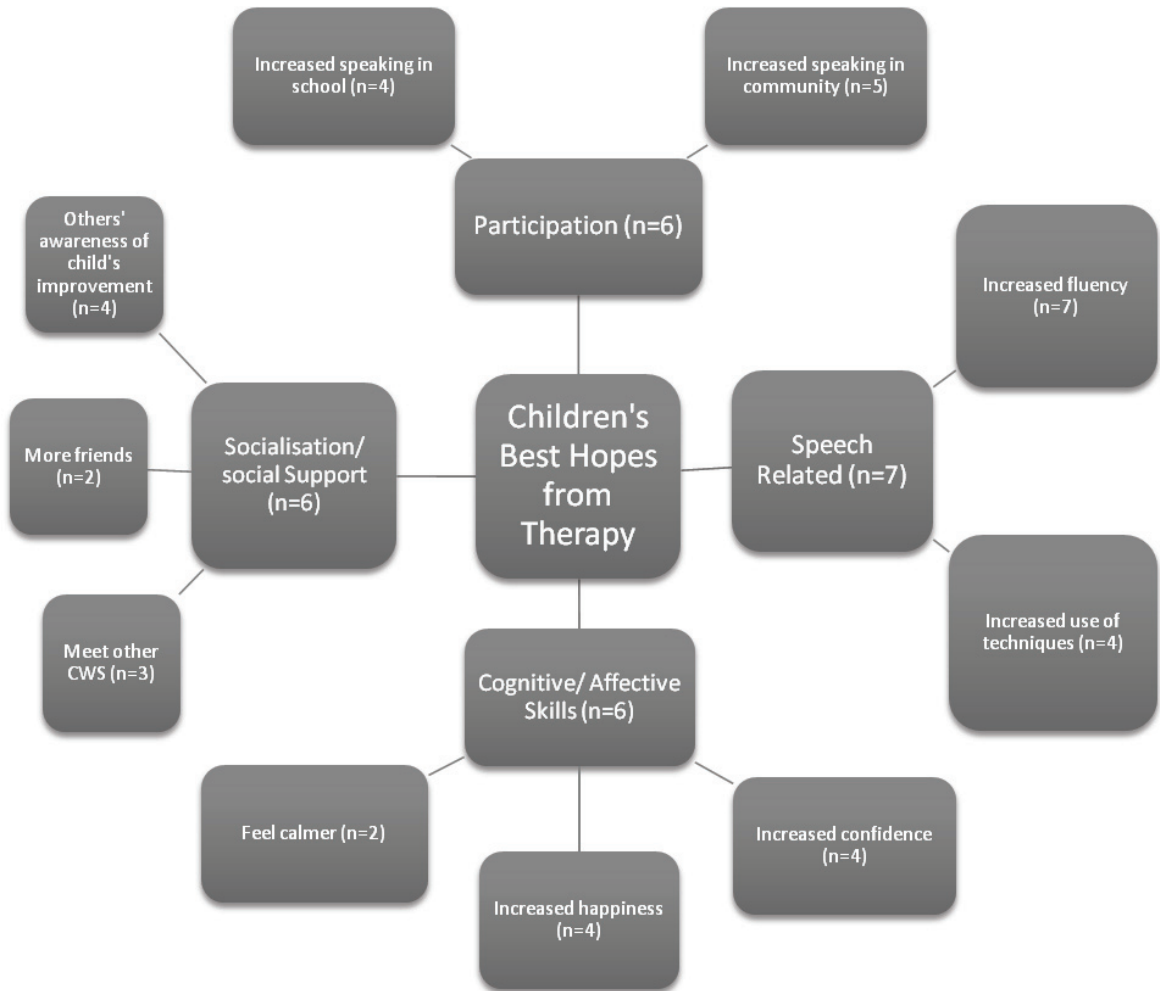 Increased speaking in
school (n=4)
Increased speaking in
community (n=5)
Participation (n=6)
Others'
awareness of
child's
improvement
(n=4)
Increased fluency
(n=7)
More friends
(n=2)
Socialisation/
social Support
(n=6)
Children's
Best Hopes
from
Therapy
Speech
Related (n=7)
Meet other
CWS (n=3)
Increased use of
techniques (n=4)
Cognitive/ Affective
Skills (n=6)
Feel calmer (n=2)
Increased happiness
(n=4)
Increased confidence
(n=4)